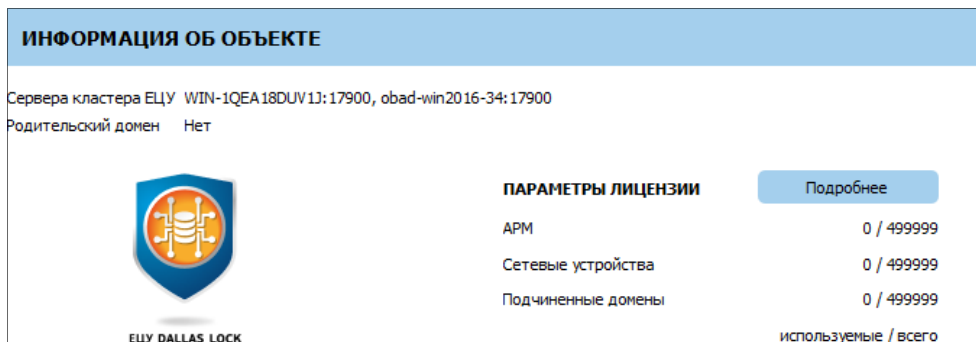 ИНФОРМАЦИЯ ОБ ОБЪЕКТЕ
Сервера кластера ЕЦУ WIN-1QEA18DUV1J:17900, obad-win2016-34:17900
Родительский домен Нет
ПАРАМЕТРЫ ЛИЦЕНЗИИ Подробнее
АРМ 0 / 499999
Сетевые устройства 0 / 499999
Подчиненные домены 0 / 499999
используемые / всего
ЕЦУ DALLAS LOCK